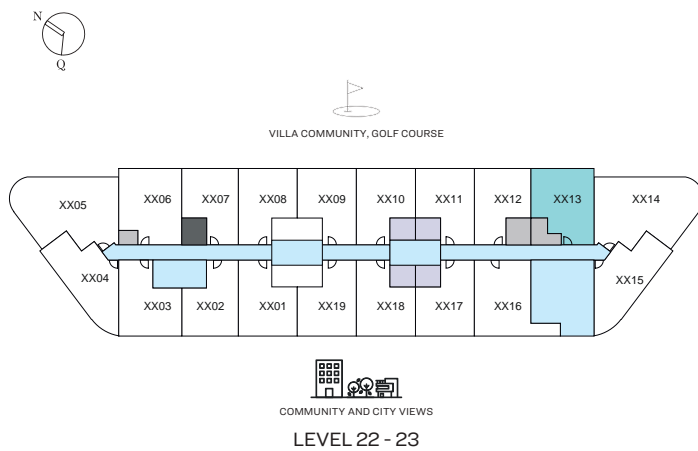 N
Q
VILLA COMMUNITY, GOLF COURSE
XX05
XX06
XX07
XX08
XX09
XX10
XX11
XX12
XX13
XX14
XX04
XX03
XX02
XX01
XX19
XX18
XX17
XX16
XX15
COMMUNITY AND CITY VIEWS
LEVEL 22 - 23